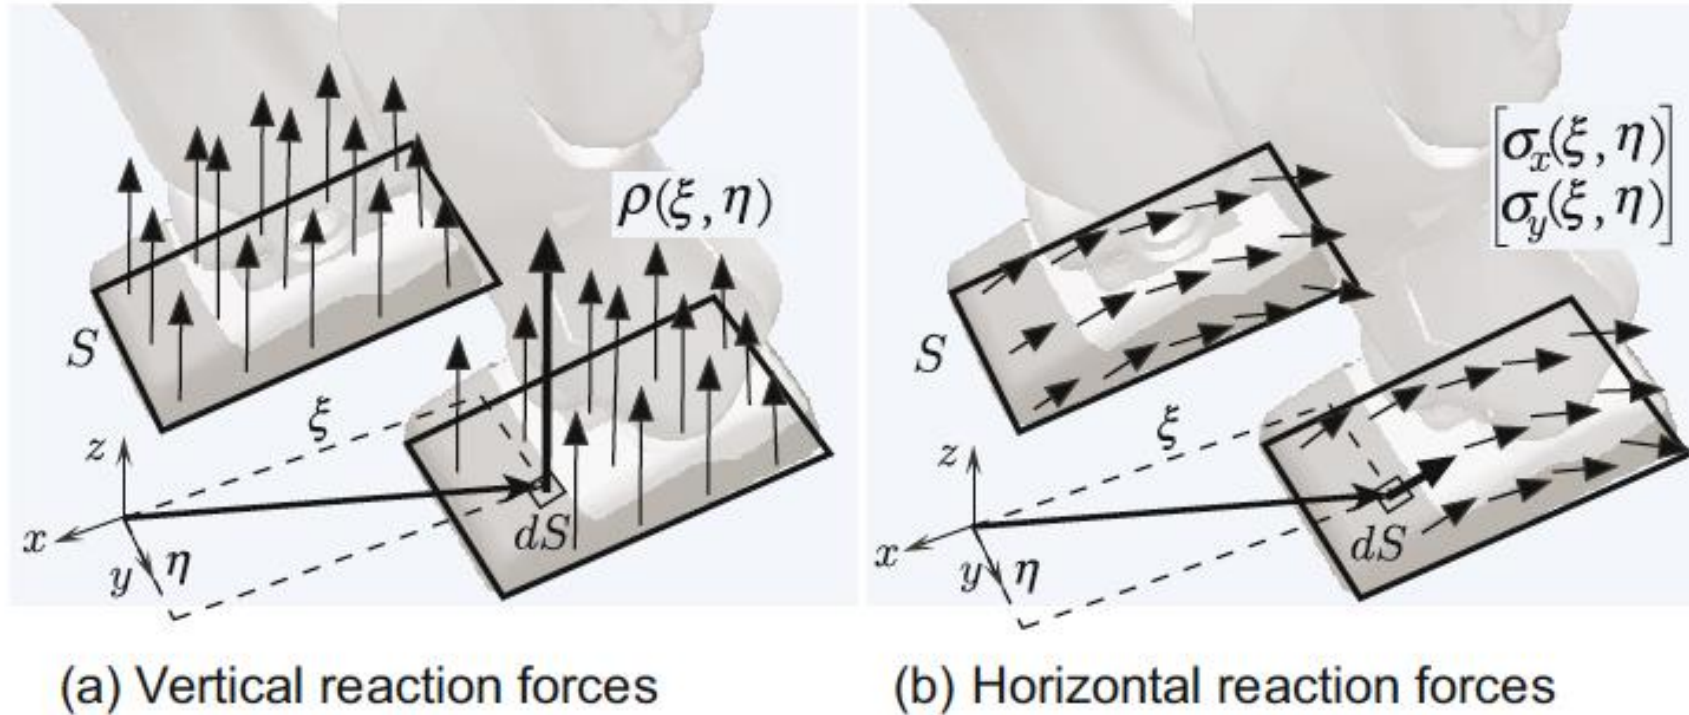 ρ(ξ, η)
S
ξ
z
x
y
η
dS
(a) Vertical reaction forces
[σx(ξ, η)
σy(ξ, η)]
S
ξ
z
x
y
η
dS
(b) Horizontal reaction forces